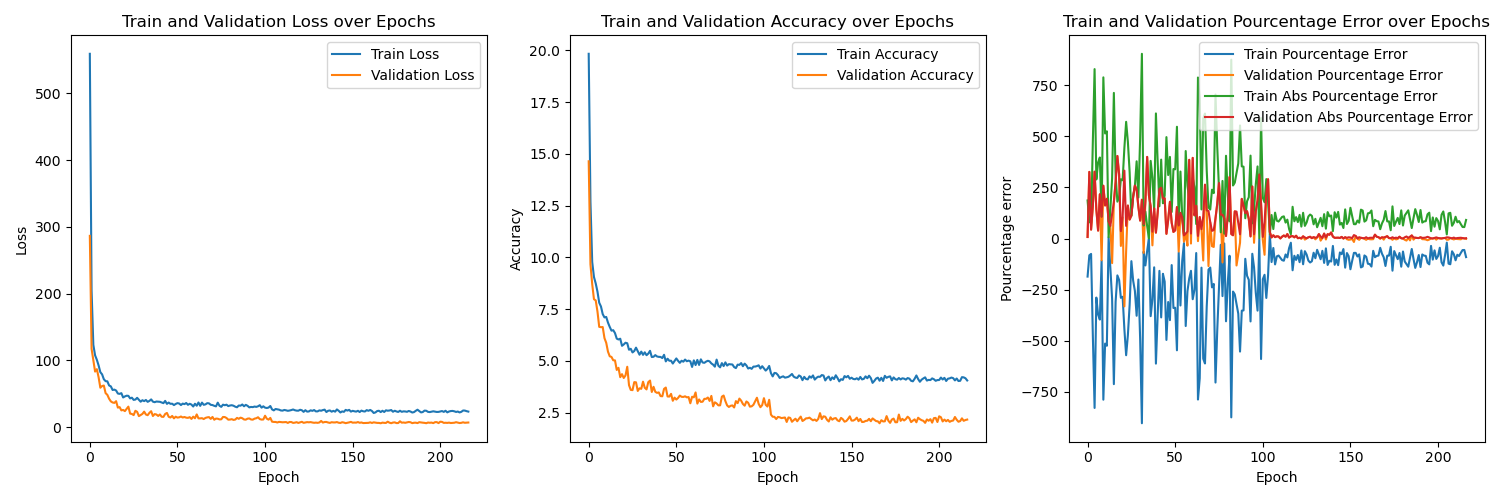 Train and Validation Loss over Epochs
Train Loss
Validation Loss
500
400
300
200
100
0
Loss
0
50
100
150
200
Epoch
Train and Validation Accuracy over Epochs
Train Accuracy
Validation Accuracy
20.0
17.5
15.0
12.5
10.0
7.5
5.0
2.5
Accuracy
0
50
100
150
200
Epoch
Train and Validation Pourcentage Error over Epochs
Train Pourcentage Error
Validation Pourcentage Error
Train Abs Pourcentage Error
Validation Abs Pourcentage Error
750
500
250
0
−250
−500
−750
Pourcentage error
0
50
100
150
200
Epoch